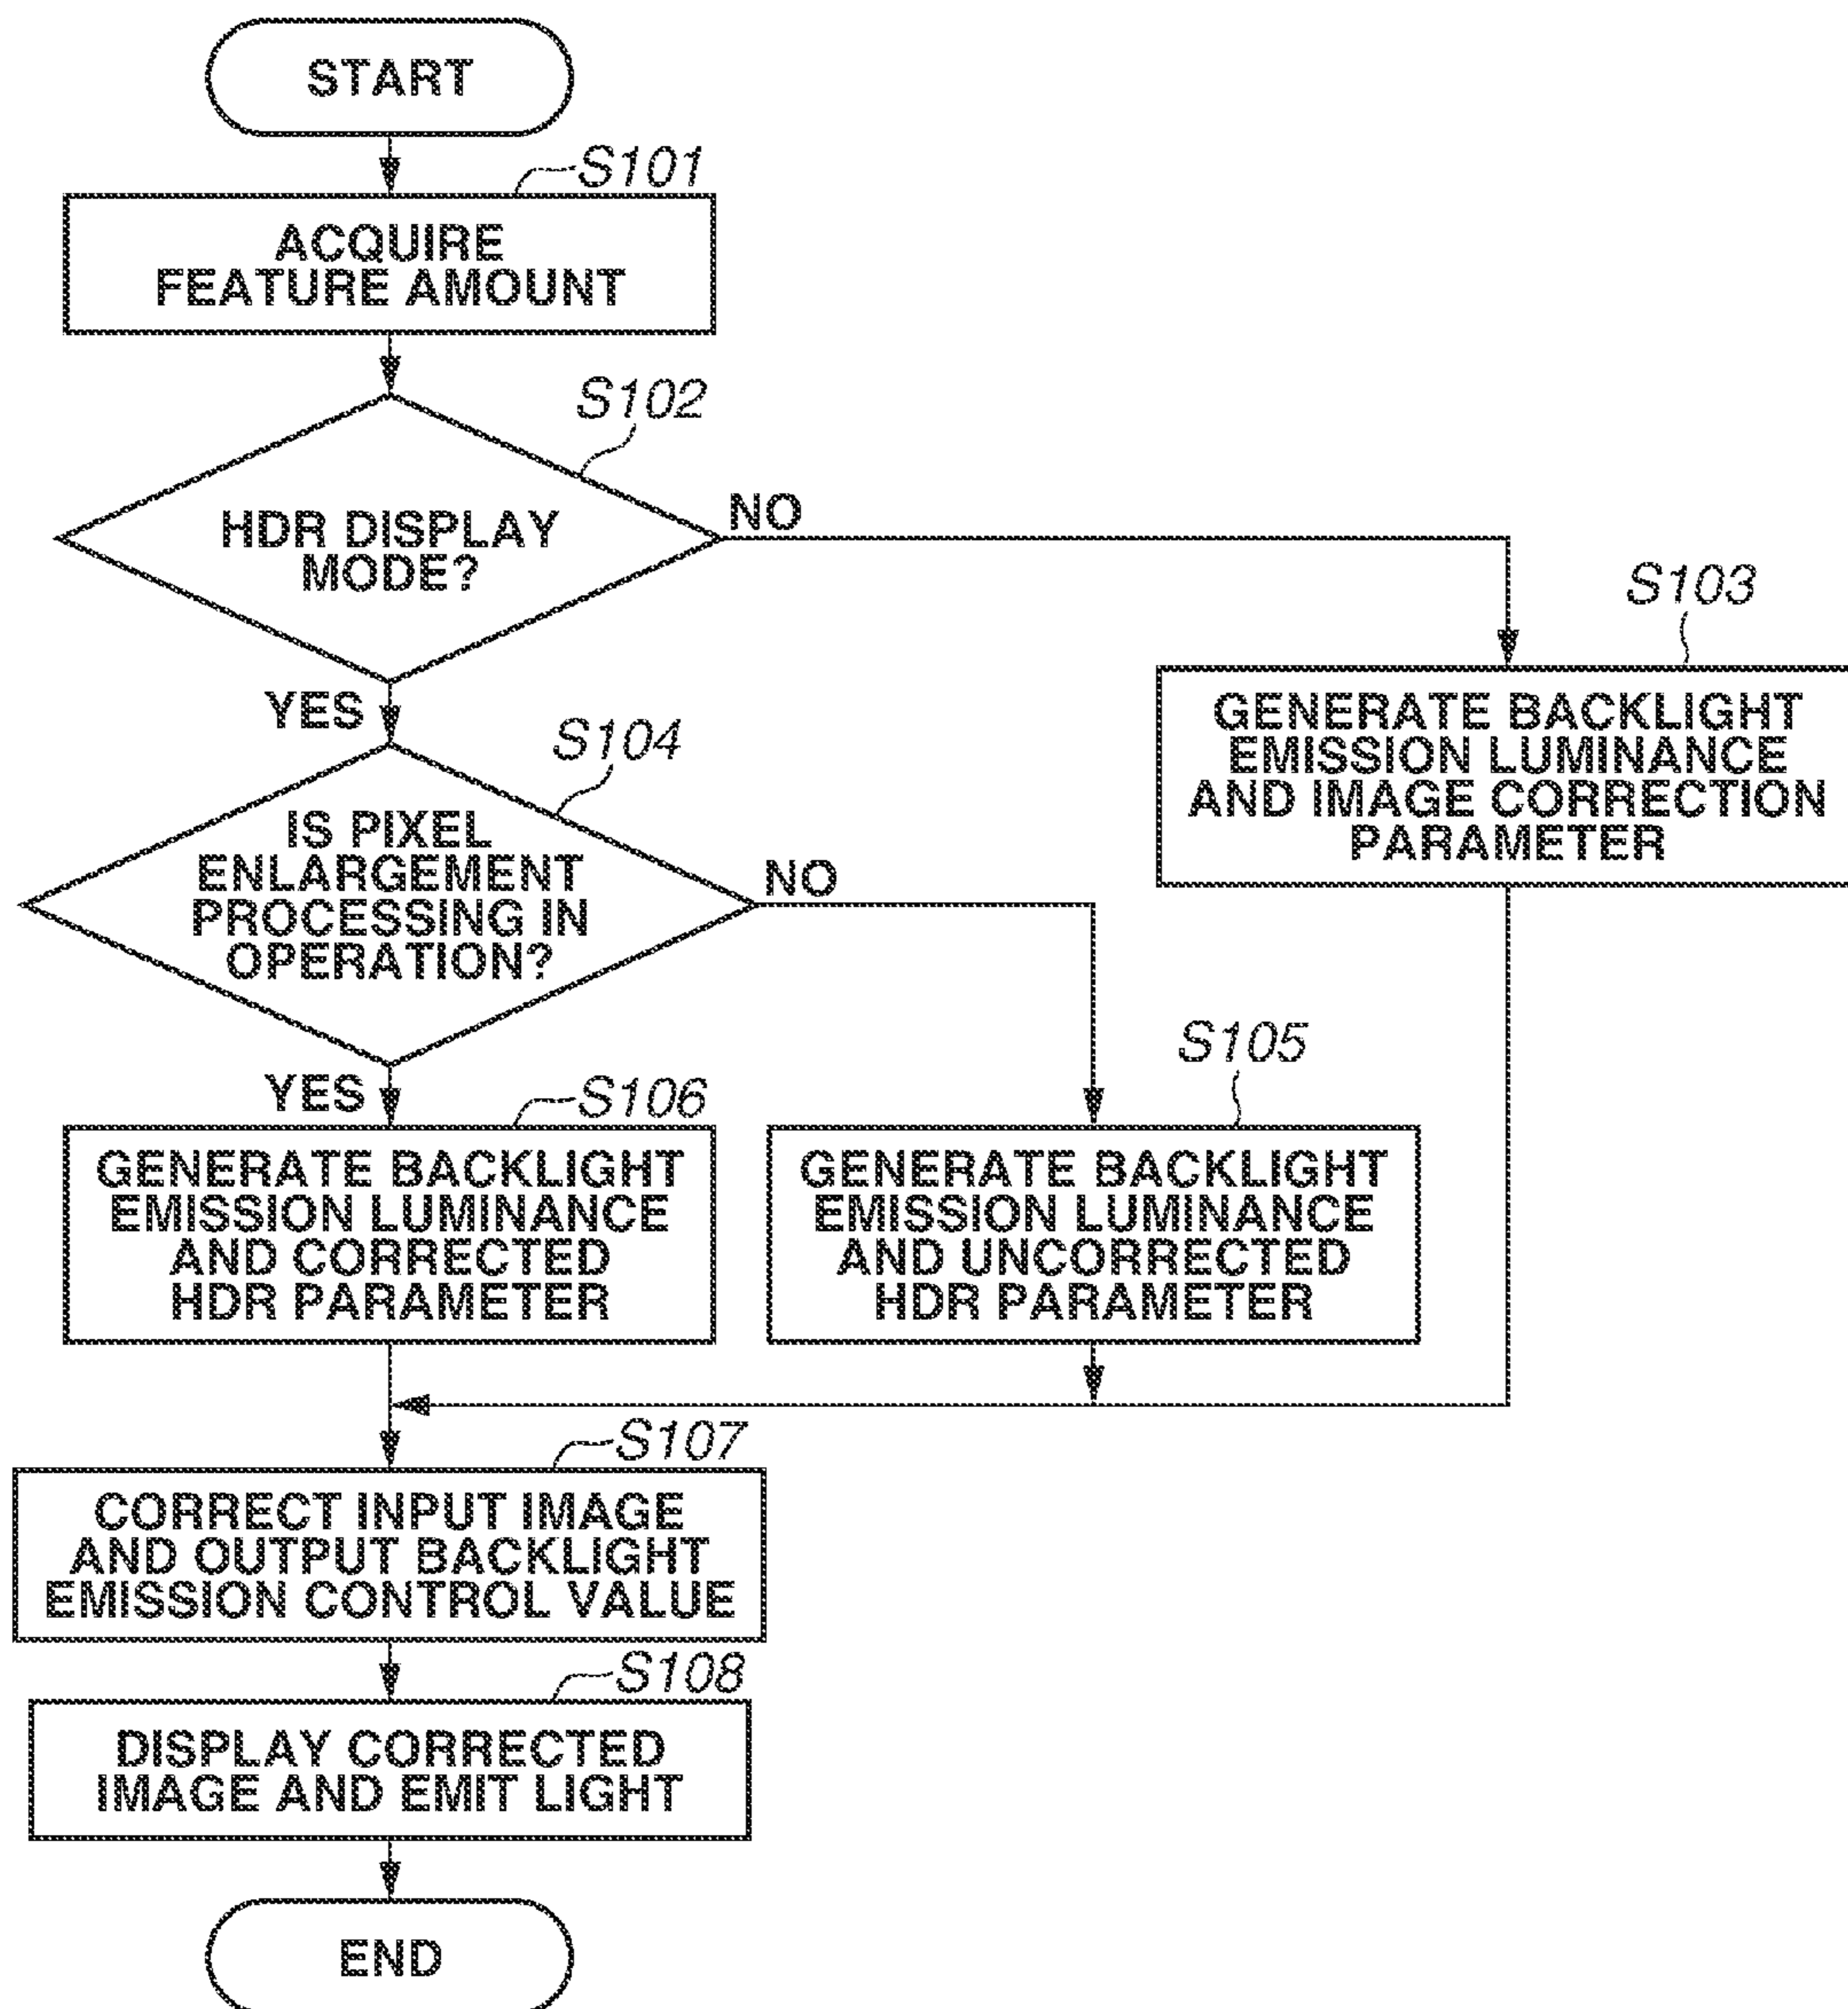 START
S101
ACQUIRE
FEATURE AMOUNT
S102
HDR DISPLAY
MODE?
NO
YES
S103
GENERATE BACKLIGHT
EMISSION LUMINANCE
AND IMAGE CORRECTION
PARAMETER
S104
IS PIXEL
ENLARGEMENT
PROCESSING IN
OPERATION?
NO
YES
S106
GENERATE BACKLIGHT
EMISSION LUMINANCE
AND CORRECTED
HDR PARAMETER
S105
GENERATE BACKLIGHT
EMISSION LUMINANCE
AND UNCORRECTED
HDR PARAMETER
S107
CORRECT INPUT IMAGE
AND OUTPUT BACKLIGHT
EMISSION CONTROL VALUE
S108
DISPLAY CORRECTED
IMAGE AND EMIT LIGHT
END